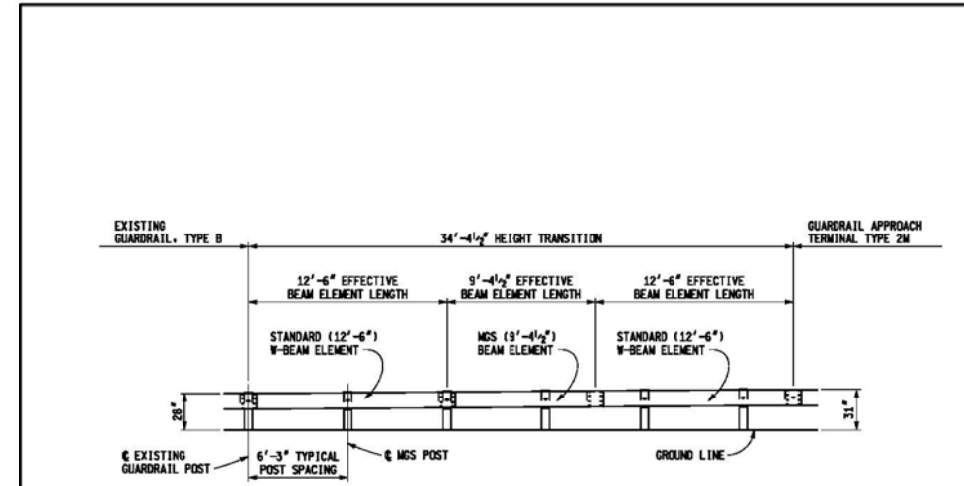 EXISTING
GUARDRAIL, TYPE B
34'-4½" HEIGHT TRANSITION
GUARDRAIL APPROACH
TERMINAL TYPE 2M
12'-6" EFFECTIVE
BEAM ELEMENT LENGTH
9'-4½" EFFECTIVE
BEAM ELEMENT LENGTH
12'-6" EFFECTIVE
BEAM ELEMENT LENGTH
STANDARD (12'-6")
W-BEAM ELEMENT
MGS (9'-4½")
BEAM ELEMENT
STANDARD (12'-6")
W-BEAM ELEMENT
28"
31"
℄ EXISTING
GUARDRAIL POST
6'-3" TYPICAL
POST SPACING
℄ MGS POST
GROUND LINE